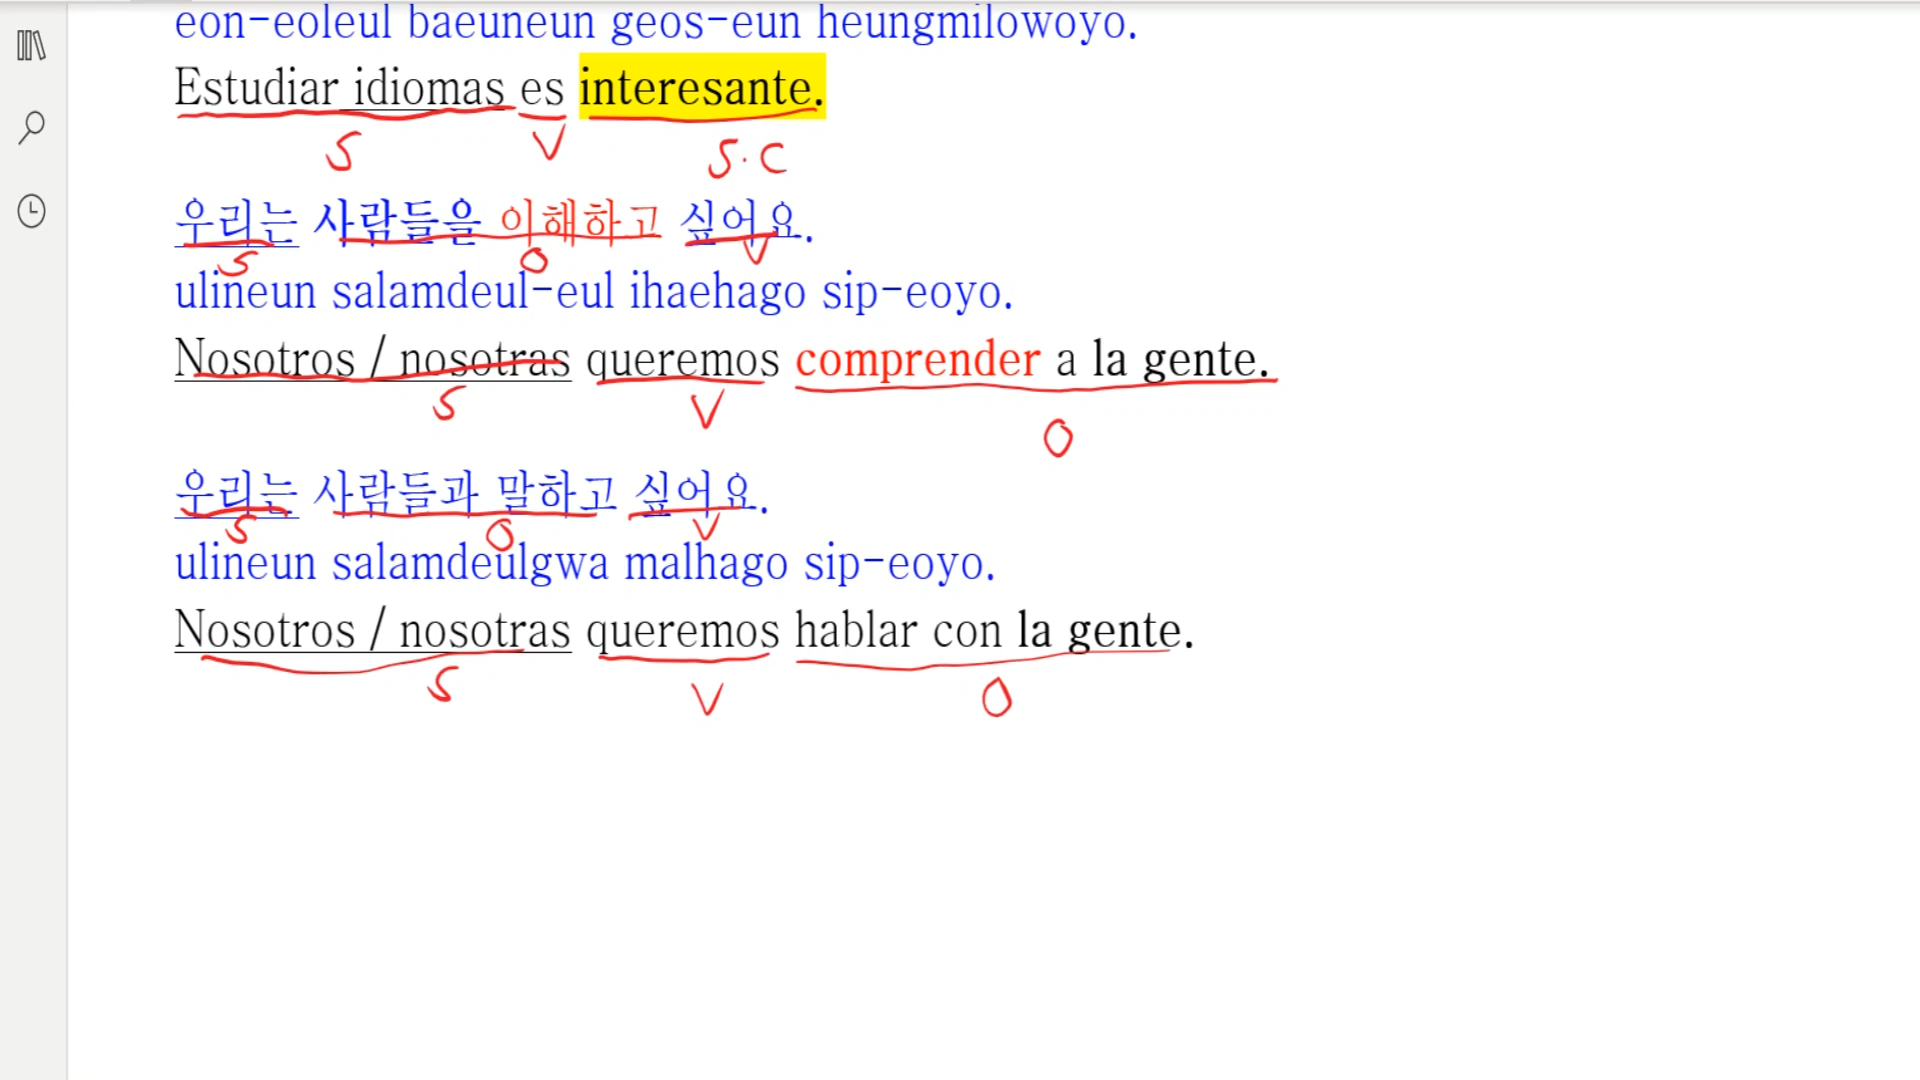 eon-eoleul baeuneun geos-eun heungmilowoyo.
Estudiar idiomas es interesante.
S V S.C
우리는 사람들을 이해하고 싶어요.
S O V
ulineun salamdeul-eul ihaehago sip-eoyo.
Nosotros / nosotras queremos comprender a la gente.
S V O
우리는 사람들과 말하고 싶어요.
S O V
ulineun salamdeulgwa malhago sip-eoyo.
Nosotros / nosotras queremos hablar con la gente.
S V O